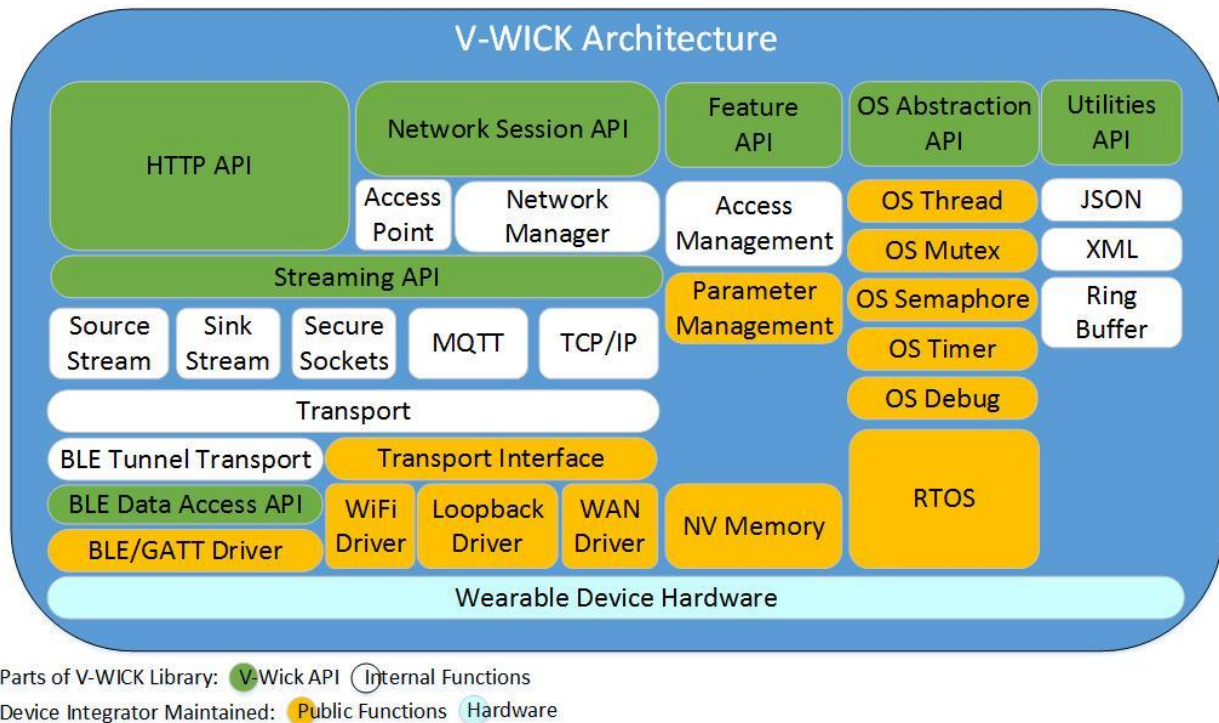 V-WICK Architecture
HTTP API
Network Session API
Feature
API
OS Abstraction
API
Utilities
API
Access
Point
Network
Manager
Access
Management
OS Thread
JSON
OS Mutex
XML
Streaming API
Parameter
Management
OS Semaphore
Ring
Buffer
Source
Stream
Sink
Stream
Secure
Sockets
MQTT
TCP/IP
OS Timer
OS Debug
Transport
BLE Tunnel Transport
Transport Interface
RTOS
BLE Data Access API
WiFi
Driver
Loopback
Driver
WAN
Driver
NV Memory
BLE/GATT Driver
Wearable Device Hardware
Parts of V-WICK Library: V-Wick API Internal Functions
Device Integrator Maintained: Public Functions Hardware